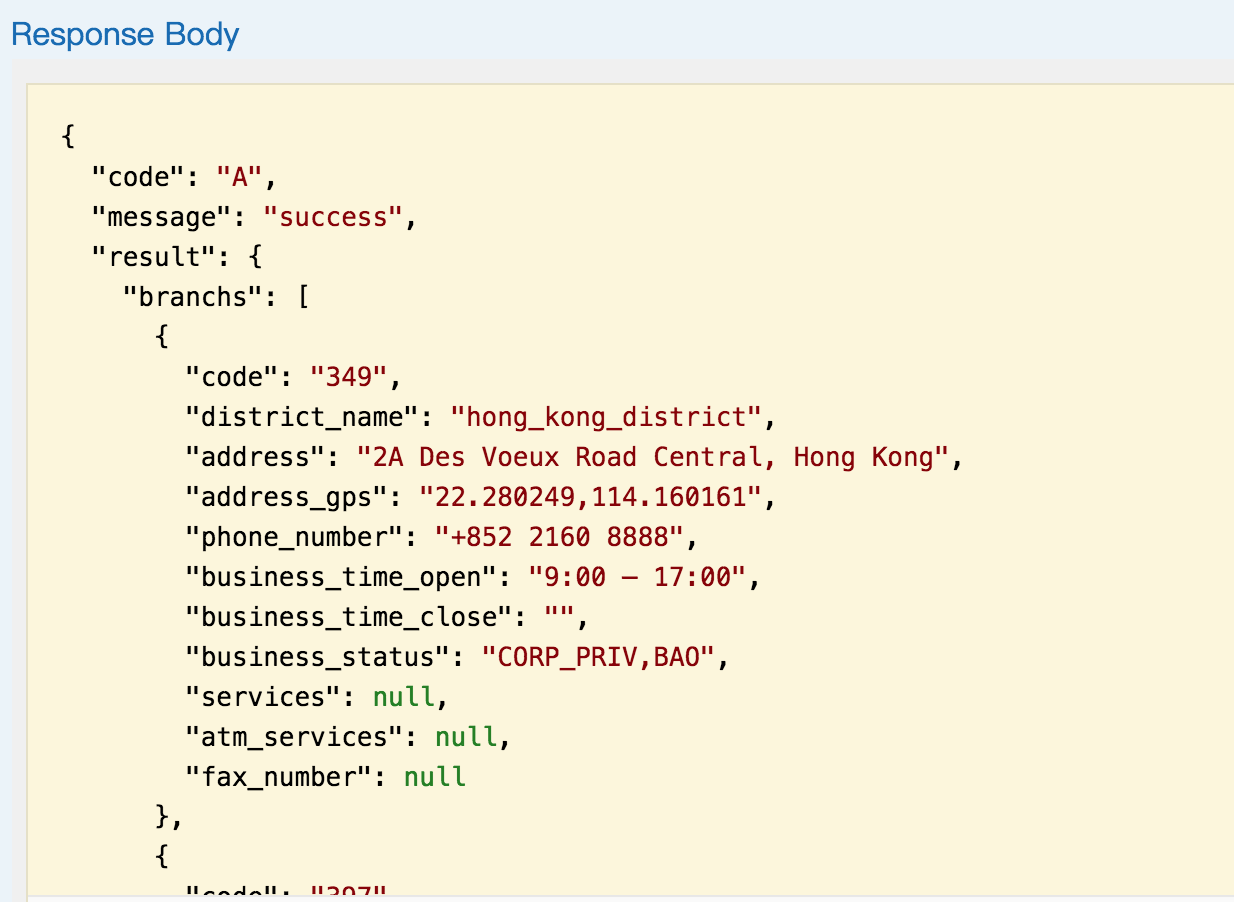 Response Body
{
  "code": "A",
  "message": "success",
  "result": {
    "branchs": [
      {
        "code": "349",
        "district_name": "hong_kong_district",
        "address": "2A Des Voeux Road Central, Hong Kong",
        "address_gps": "22.280249,114.160161",
        "phone_number": "+852 2160 8888",
        "business_time_open": "9:00 – 17:00",
        "business_time_close": "",
        "business_status": "CORP_PRIV,BAO",
        "services": null,
        "atm_services": null,
        "fax_number": null
      },
      {
        "code": "397"